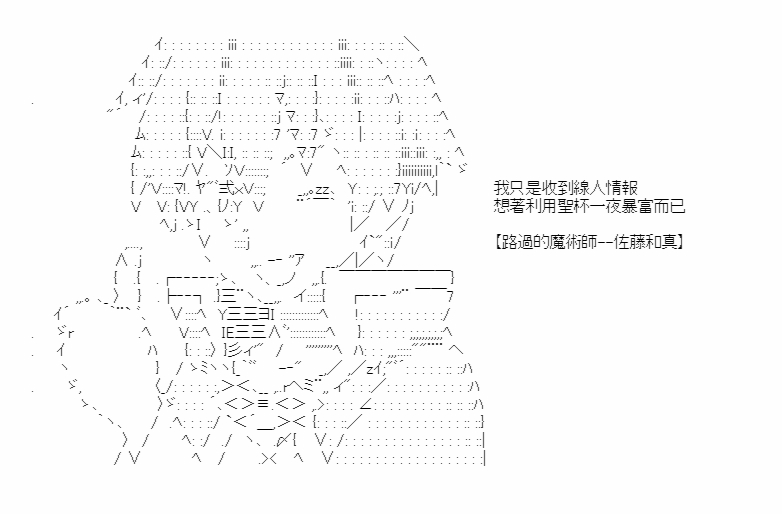 我只是收到線人情報
想著利用聖杯一夜暴富而已
【路過的魔術師--佐藤和真】